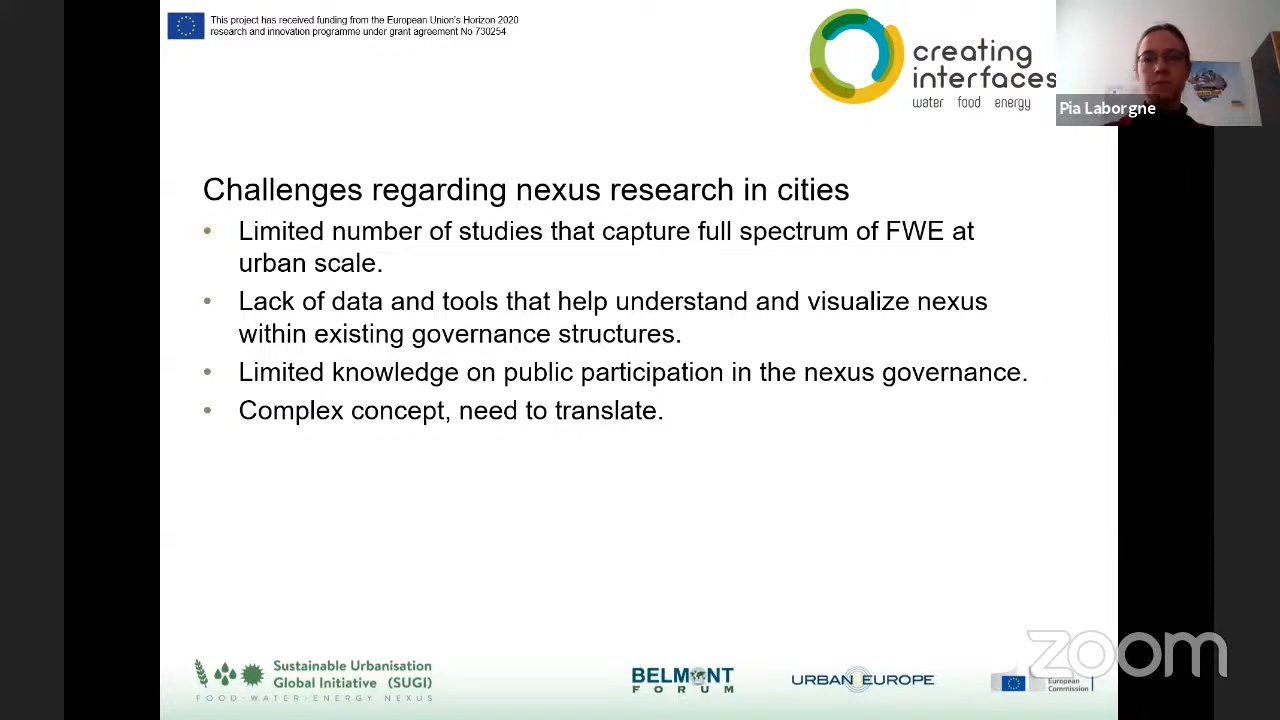 This project has received funding from the European Union's Horizon 2020
research and innovation programme under grant agreement No 730254
creating
interfaces
water food energy
Pia Laborgne
Challenges regarding nexus research in cities
• Limited number of studies that capture full spectrum of FWE at
urban scale.
• Lack of data and tools that help understand and visualize nexus
within existing governance structures.
• Limited knowledge on public participation in the nexus governance.
• Complex concept, need to translate.
zoom
Sustainable Urbanisation
Global Initiative (SUGI)
FOOD-WATER-ENERGY NEXUS
BELMONT
FORUM
URBAN EUROPE
European
Commission